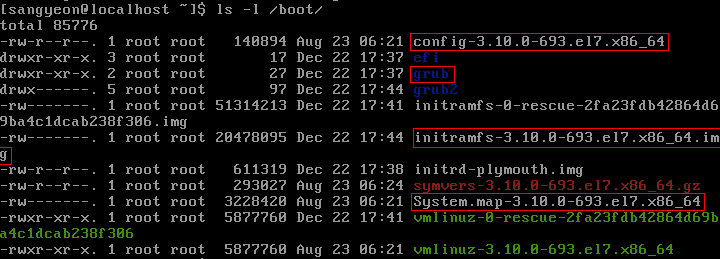 [sangyeon@localhost ~]$ ls -l /boot/
total 85776
-rw-r--r--. 1 root root   140894 Aug 23 06:21 config-3.10.0-693.el7.x86_64
drwxr-xr-x. 3 root root       17 Dec 22 17:37 efi
drwxr-xr-x. 2 root root       27 Dec 22 17:37 grub
drwx------. 5 root root       97 Dec 22 17:44 grub2
-rw-------. 1 root root 51314213 Dec 22 17:41 initramfs-0-rescue-2fa23fdb42864d6
9ba4c1dcab238f306.img
-rw-------. 1 root root 20478095 Dec 22 17:44 initramfs-3.10.0-693.el7.x86_64.im
g
-rw-r--r--. 1 root root   611319 Dec 22 17:38 initrd-plymouth.img
-rw-r--r--. 1 root root   293027 Aug 23 06:24 symvers-3.10.0-693.el7.x86_64.gz
-rw-------. 1 root root  3228420 Aug 23 06:21 System.map-3.10.0-693.el7.x86_64
-rwxr-xr-x. 1 root root  5877760 Dec 22 17:41 vmlinuz-0-rescue-2fa23fdb42864d69b
a4c1dcab238f306
-rwxr-xr-x. 1 root root  5877760 Aug 23 06:21 vmlinuz-3.10.0-693.el7.x86_64